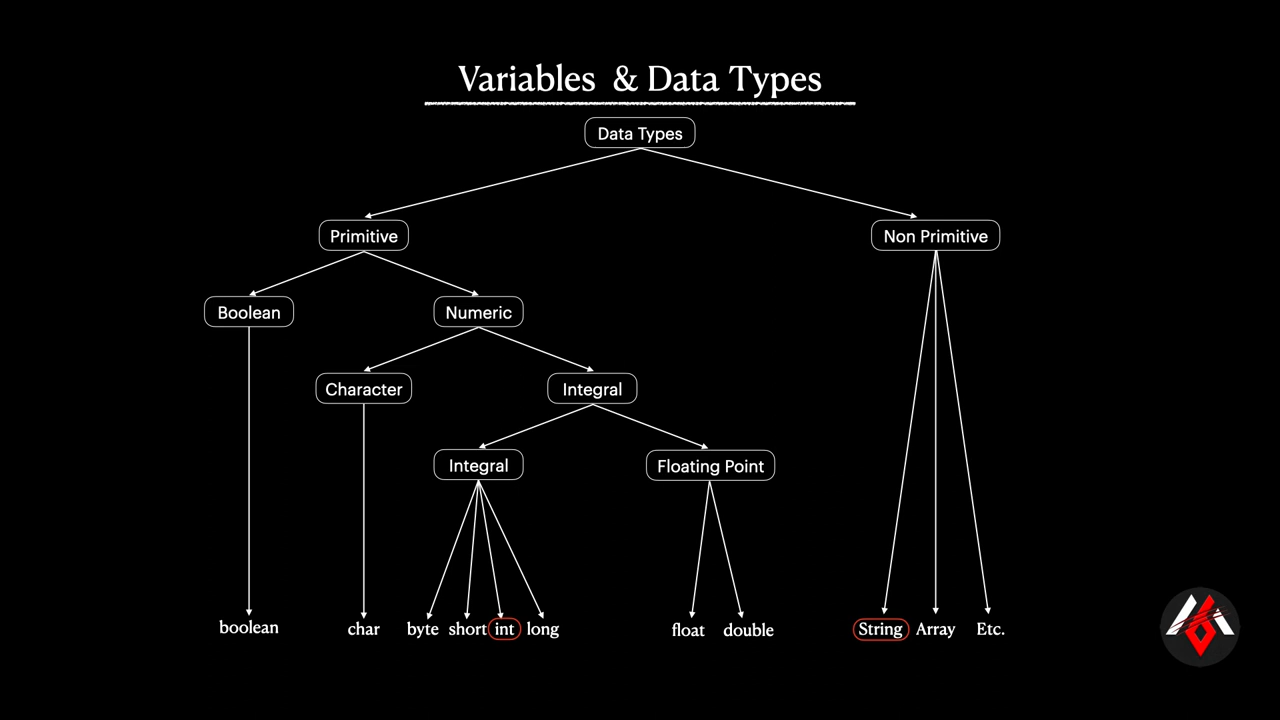 Variables & Data Types
Data Types
Primitive
Non Primitive
Boolean
Numeric
Character
Integral
Integral
Floating Point
boolean
char
byte
short
int
long
float
double
String
Array
Etc.